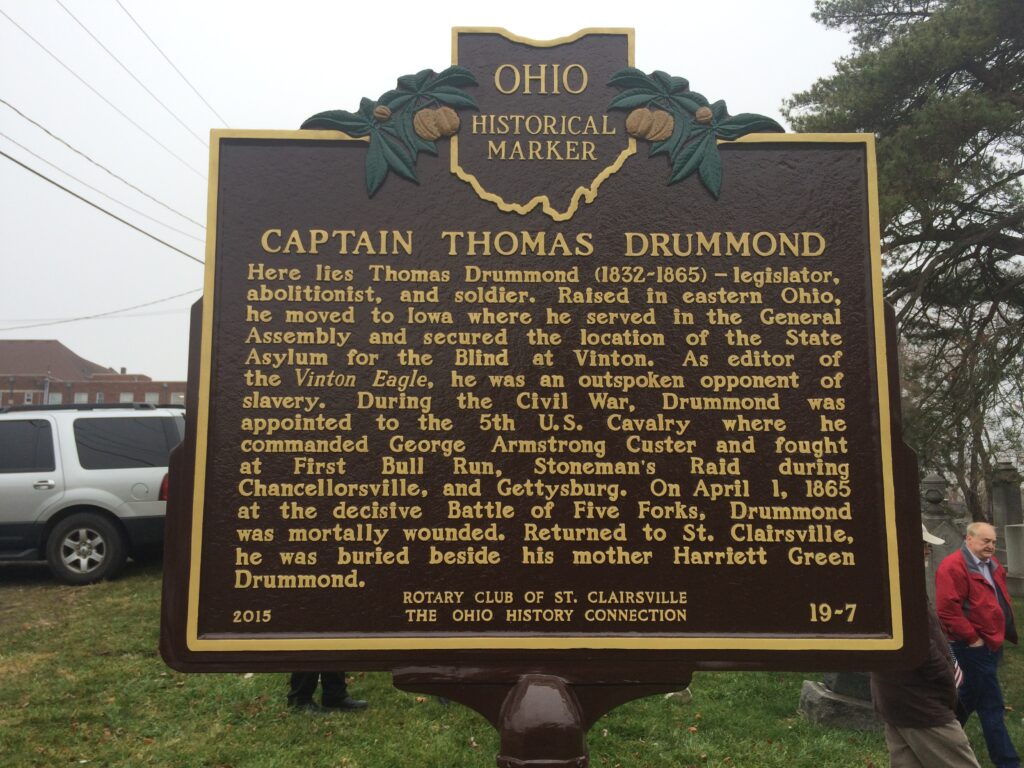 OHIO
HISTORICAL
MARKER
CAPTAIN THOMAS DRUMMOND
Here lies Thomas Drummond (1832-1865) – legislator,
abolitionist, and soldier. Raised in eastern Ohio,
he moved to Iowa where he served in the General
Assembly and secured the location of the State
Asylum for the Blind at Vinton. As editor of
the Vinton Eagle, he was an outspoken opponent of
slavery. During the Civil War, Drummond was
appointed to the 5th U.S. Cavalry where he
commanded George Armstrong Custer and fought
at First Bull Run, Stoneman's Raid during
Chancellorsville, and Gettysburg. On April 1, 1865
at the decisive Battle of Five Forks, Drummond
was mortally wounded. Returned to St. Clairsville,
he was buried beside his mother Harriett Green
Drummond.
ROTARY CLUB OF ST. CLAIRSVILLE
2015 THE OHIO HISTORY CONNECTION 19-7